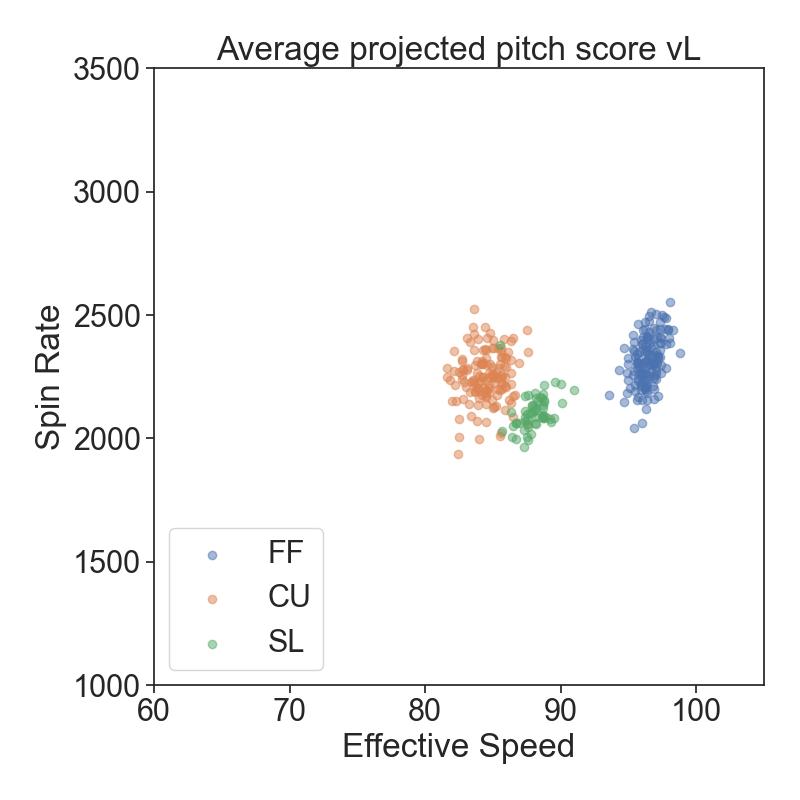 Average projected pitch score vL
3500
3000
2500
2000
1500
1000
Spin Rate
FF
CU
SL
60 70 80 90 100
Effective Speed